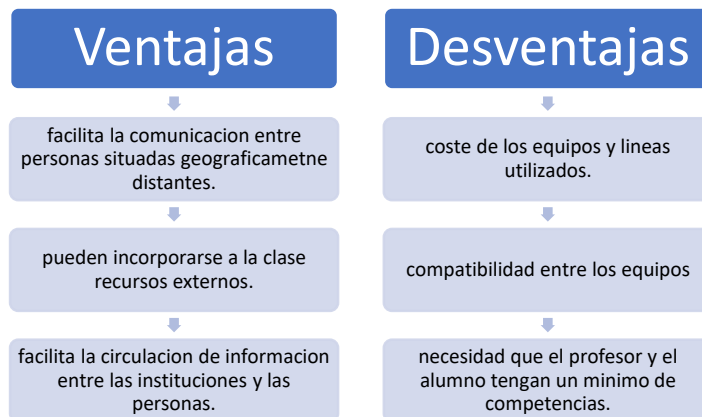 Ventajas
facilita la comunicacion entre
personas situadas geograficametne
distantes.
pueden incorporarse a la clase
recursos externos.
facilita la circulacion de informacion
entre las instituciones y las
personas.
Desventajas
coste de los equipos y lineas
utilizados.
compatibilidad entre los equipos
necesidad que el profesor y el
alumno tengan un minimo de
competencias.